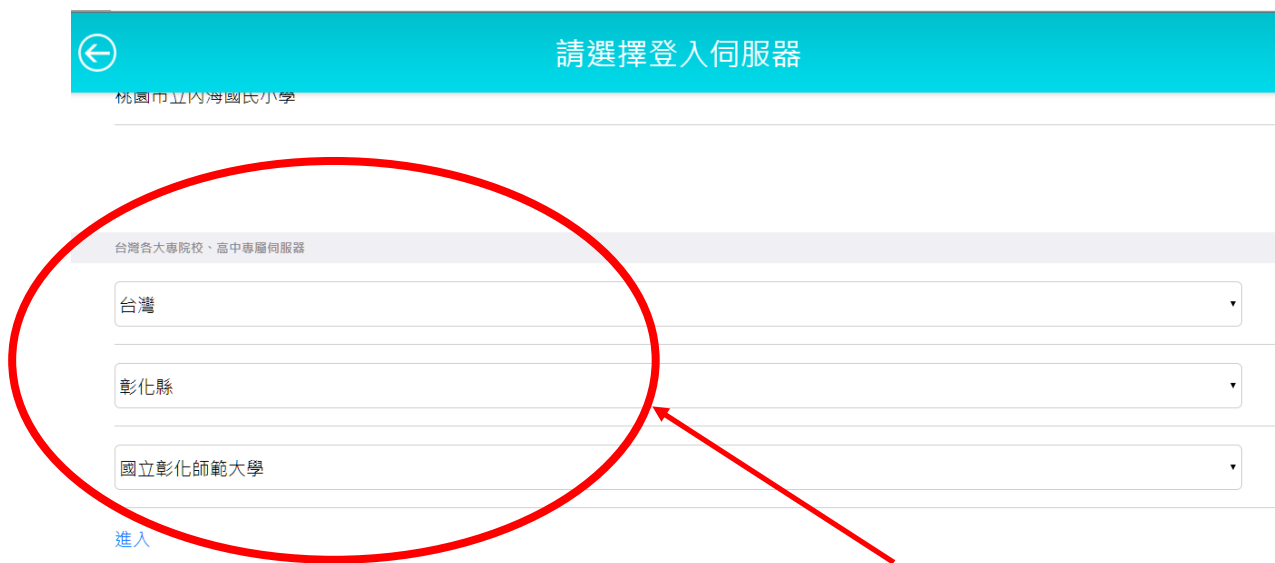 請選擇登入伺服器
桃園市立內海國民小學
台灣各大專院校、高中專屬伺服器
台灣
彰化縣
國立彰化師範大學
進入